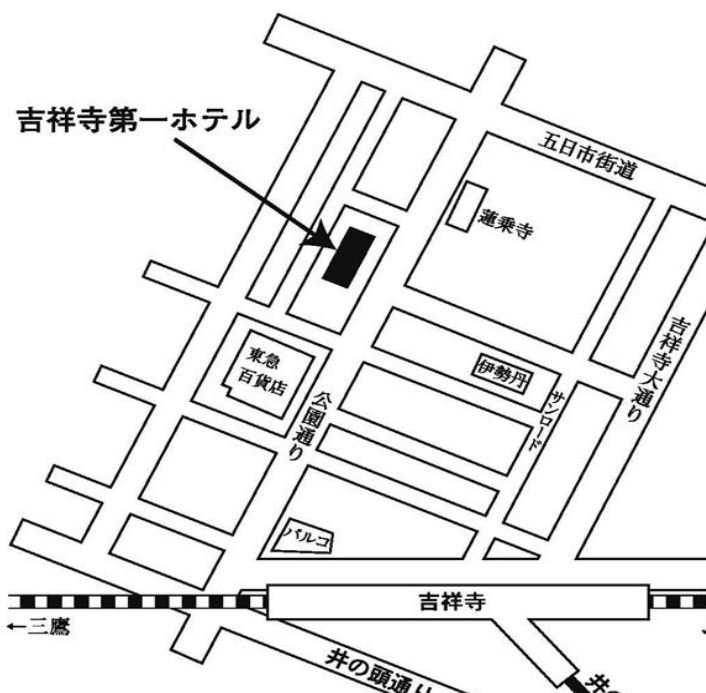 吉祥寺第一ホテル
五日市街道
蓮乗寺
吉祥寺大通り
東急
百貨店
伊勢丹
サンロード
公園通り
パルコ
吉祥寺
←三鷹
井の頭通り
井の